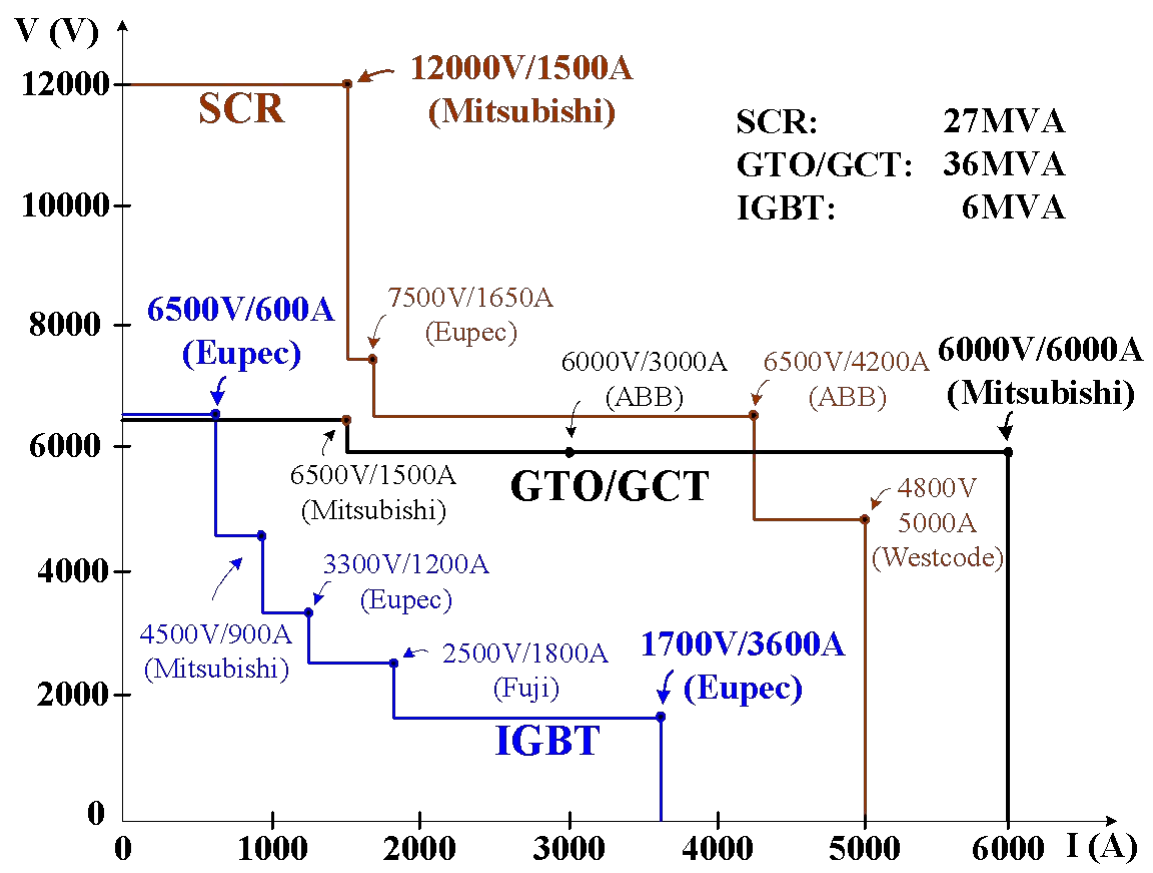 V (V)
12000
10000
8000
6000
4000
2000
0
0
1000
2000
3000
4000
5000
6000
I (A)
SCR
12000V/1500A
(Mitsubishi)
SCR: 27MVA
GTO/GCT: 36MVA
IGBT: 6MVA
7500V/1650A
(Eupec)
6500V/600A
(Eupec)
6000V/3000A
(ABB)
6500V/4200A
(ABB)
6000V/6000A
(Mitsubishi)
6500V/1500A
(Mitsubishi)
GTO/GCT
4800V
5000A
(Westcode)
3300V/1200A
(Eupec)
4500V/900A
(Mitsubishi)
2500V/1800A
(Fuji)
1700V/3600A
(Eupec)
IGBT